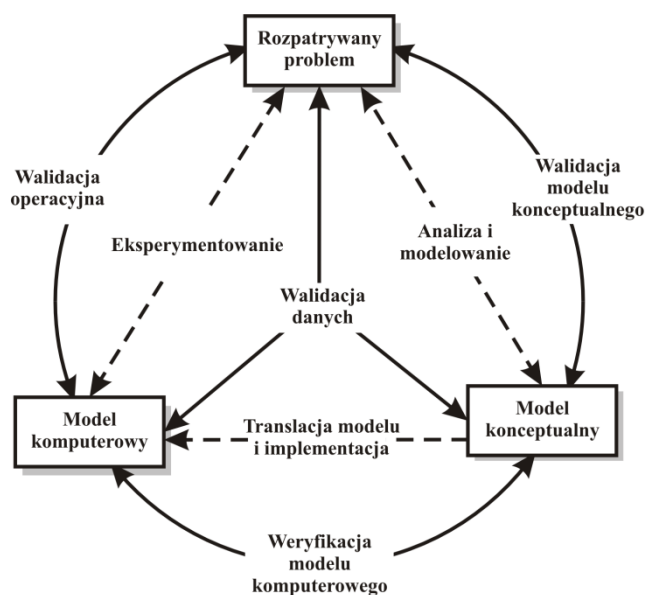 Rozpatrywany
problem
Walidacja
operacyjna
Walidacja
modelu
konceptualnego
Eksperymentowanie
Analiza i
modelowanie
Walidacja
danych
Model
komputerowy
Translacja modelu
i implementacja
Model
konceptualny
Weryfikacja
modelu
komputerowego